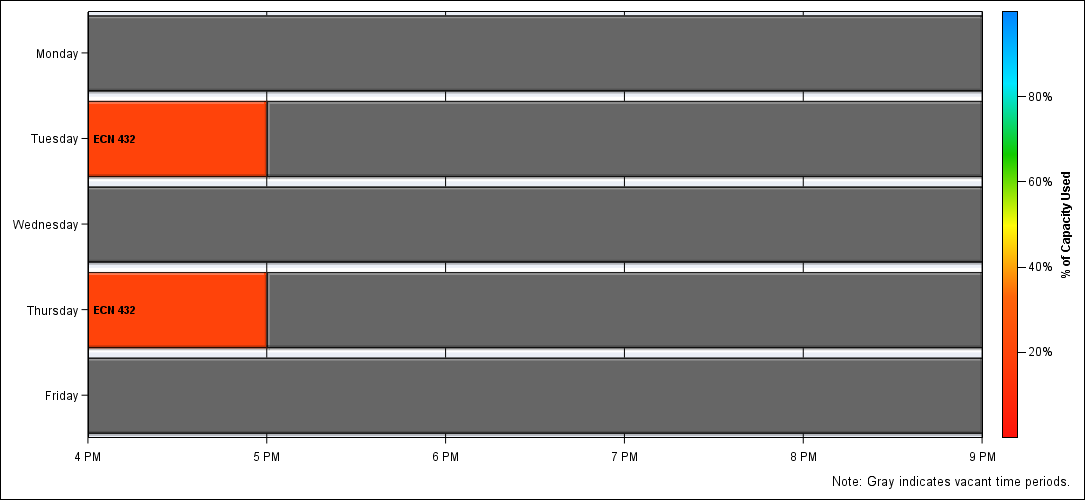 Monday
Tuesday
ECN 432
Wednesday
Thursday
ECN 432
Friday
4 PM 5 PM 6 PM 7 PM 8 PM 9 PM
80%
60%
40%
20%
% of Capacity Used
Note: Gray indicates vacant time periods.